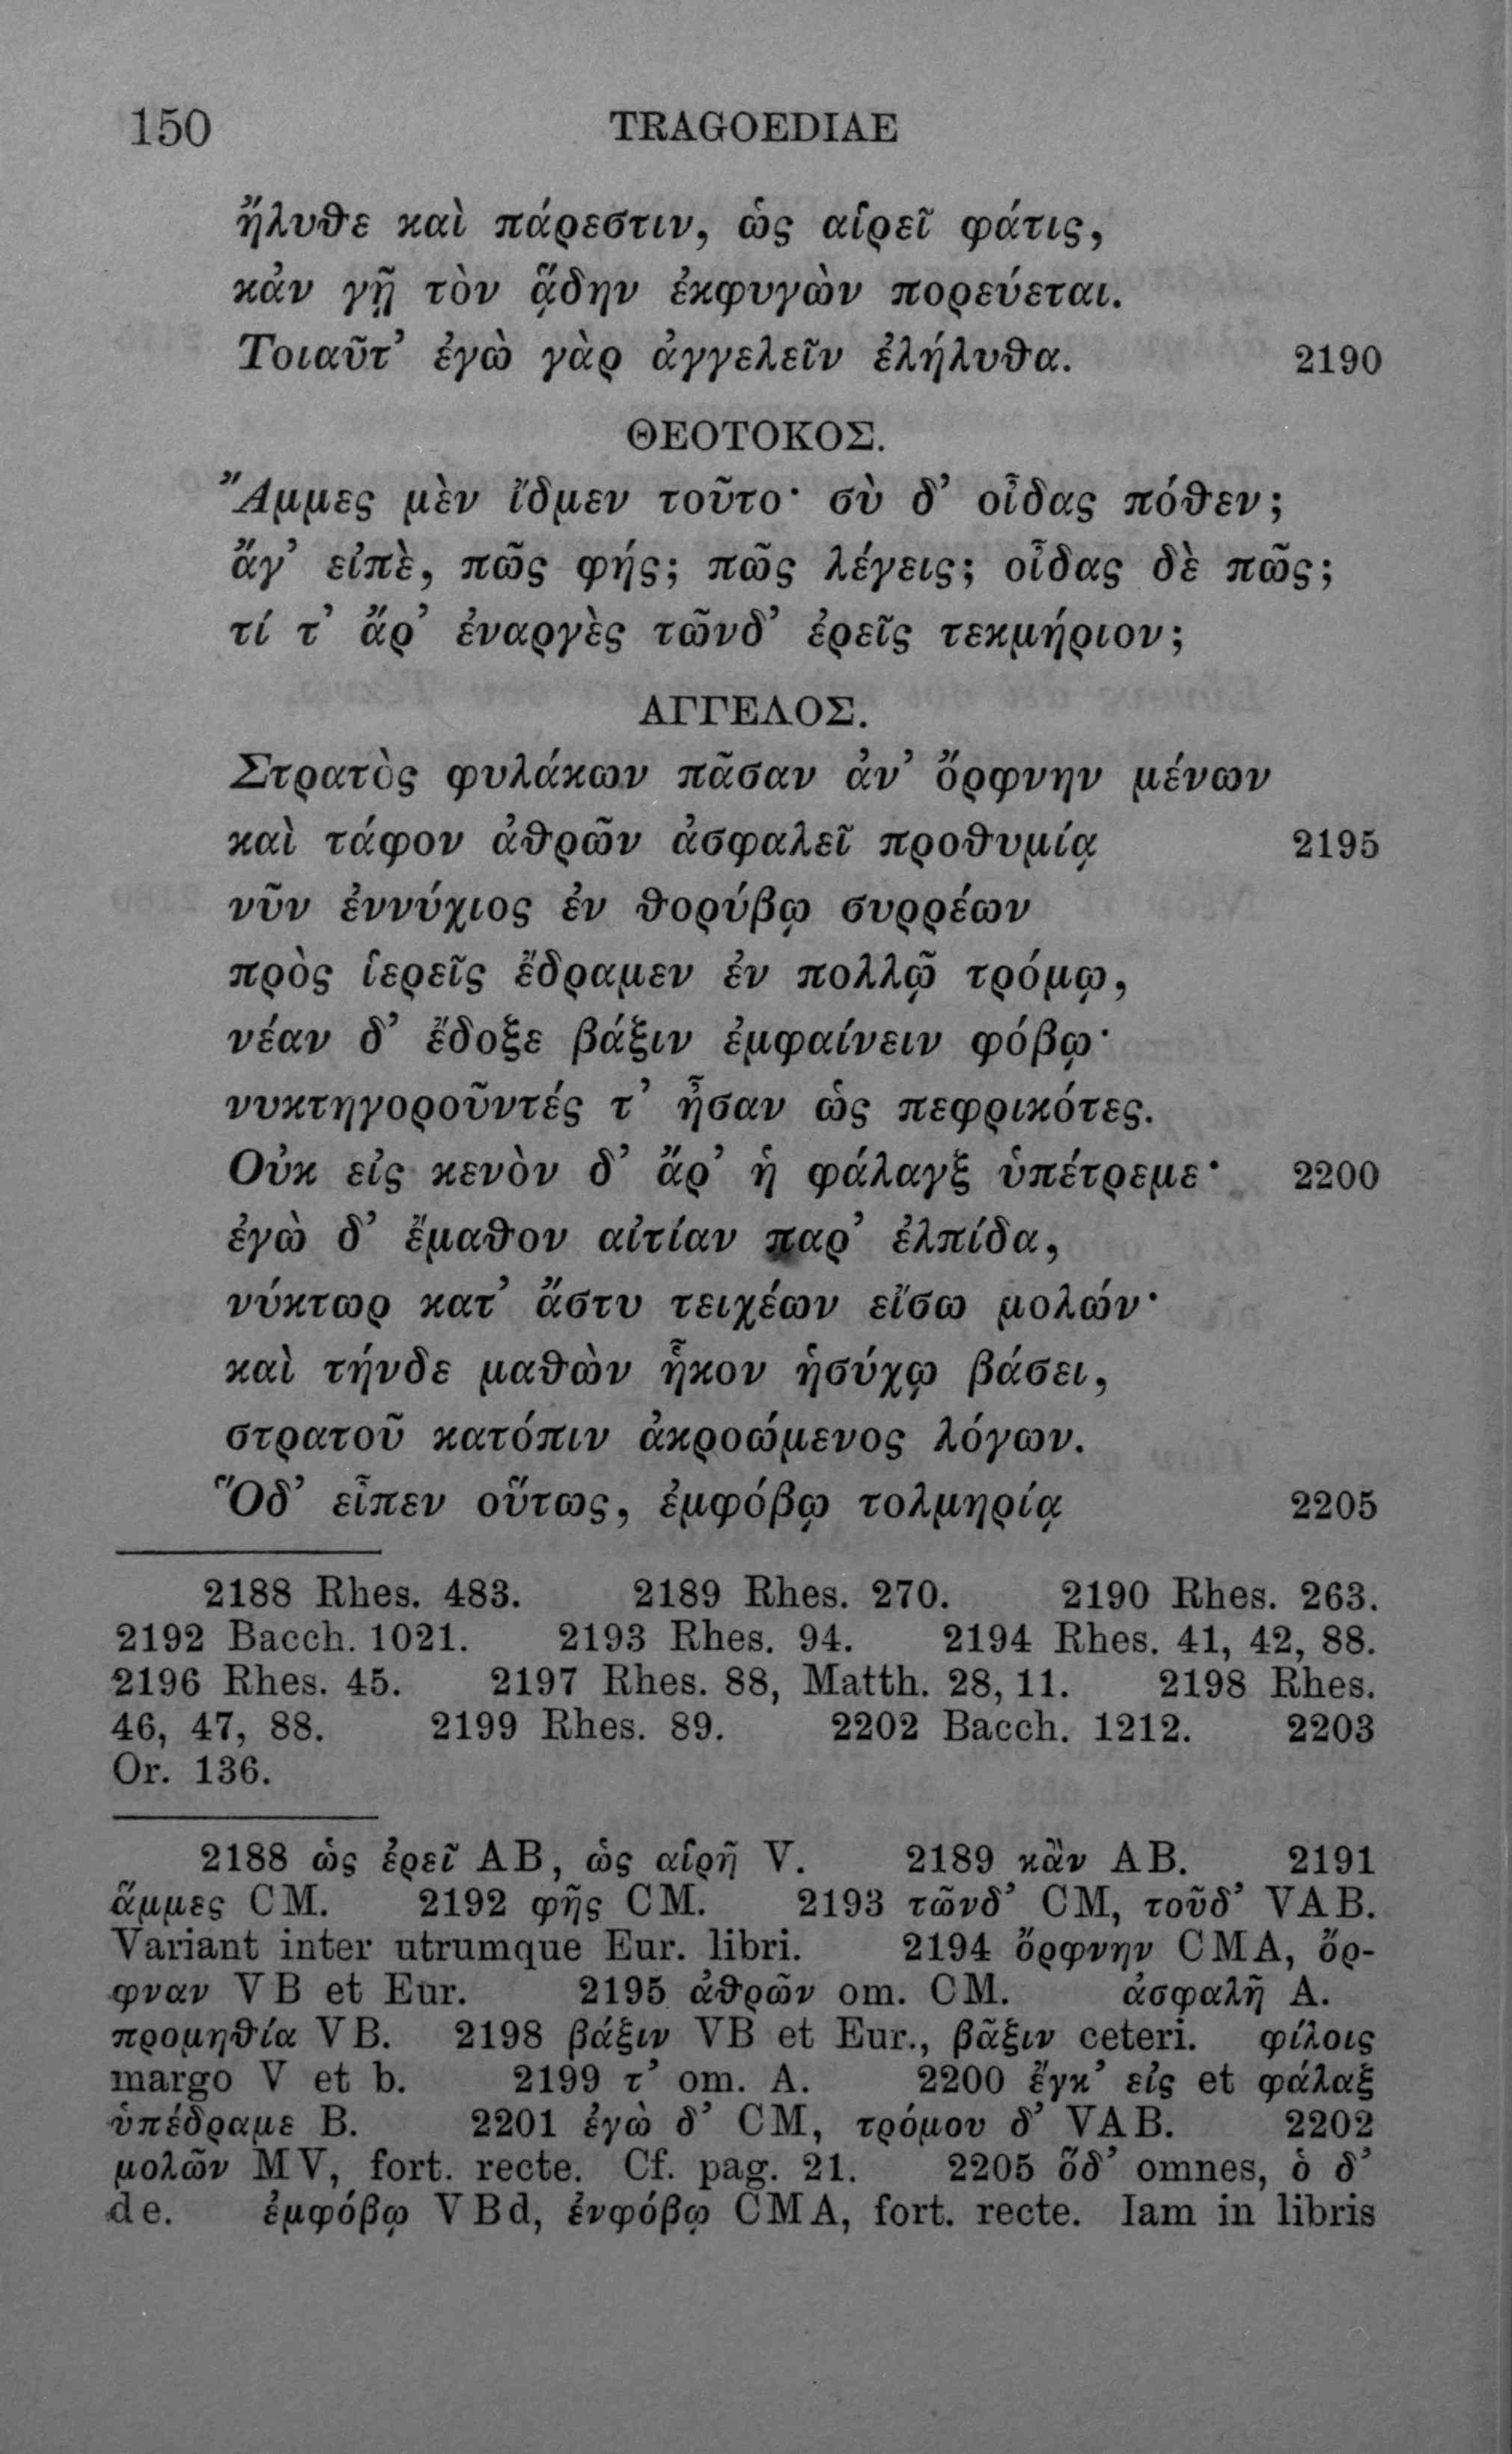 150 TRAGOEDIAE
ἤλυθε καὶ πάρεστιν, ὡς αἱρεῖ φάτις,
κἀν γῇ τὸν ᾅδην ἐκφυγὼν πορεύεται.
Τοιαῦτ’ ἐγὼ γὰρ ἀγγελεῖν ἐλήλυθα. 2190
ΘΕΟΤΟΚΟΣ.
Ἄμμες μὲν ἴδμεν τοῦτο· σὺ δ’ οἶδας πόθεν;
ἄγ’ εἰπὲ, πῶς φής; πῶς λέγεις; οἶδας δὲ πῶς;
τί τ’ ἄρ’ ἐναργὲς τῶνδ’ ἐρεῖς τεκμήριον;
ΑΓΓΕΛΟΣ.
Στρατὸς φυλάκων πᾶσαν ἀν’ ὄρφνην μένων
καὶ τάφον ἀθρῶν ἀσφαλεῖ προθυμίᾳ 2195
νῦν ἐννύχιος ἐν θορύβῳ συρρέων
πρὸς ἱερεῖς ἔδραμεν ἐν πολλῷ τρόμῳ,
νέαν δ’ ἔδοξε βάξιν ἐμφαίνειν φόβῳ·
νυκτηγοροῦντές τ’ ἦσαν ὡς πεφρικότες.
Οὐκ εἰς κενὸν δ’ ἄρ’ ἡ φάλαγξ ὑπέτρεμε· 2200
ἐγὼ δ’ ἔμαθον αἰτίαν παρ’ ἐλπίδα,
νύκτωρ κατ’ ἄστυ τειχέων εἴσω μολών·
καὶ τήνδε μαθὼν ἧκον ἡσύχῳ βάσει,
στρατοῦ κατόπιν ἀκροώμενος λόγων.
Ὅδ’ εἶπεν οὕτως, ἐμφόβῳ τολμηρίᾳ 2205
2188 Rhes. 483. 2189 Rhes. 270. 2190 Rhes. 263.
2192 Bacch. 1021. 2193 Rhes. 94. 2194 Rhes. 41, 42, 88.
2196 Rhes. 45. 2197 Rhes. 88, Matth. 28, 11. 2198 Rhes.
46, 47, 88. 2199 Rhes. 89. 2202 Bacch. 1212. 2203
Or. 136.
2188 ὡς ἐρεῖ AB, ὡς αἱρῆ V. 2189 κἂν AB. 2191
ἅμμες CM. 2192 φῆς CM. 2193 τῶνδ’ CM, τοῦδ’ VAB.
Variant inter utrumque Eur. libri. 2194 ὄρφνην CMA, ὄρ-
φναν VB et Eur. 2195 ἀθρῶν om. CM. ἀσφαλῆ A.
προμηθία VB. 2198 βάξιν VB et Eur., βᾶξιν ceteri. φίλοις
margo V et b. 2199 τ’ om. A. 2200 ἔγκ’ εἰς et φάλαξ
ὑπέδραμε B. 2201 ἐγὼ δ’ CM, τρόμου δ’ VAB. 2202
μολῶν MV, fort. recte. Cf. pag. 21. 2205 ὅδ’ omnes, ὁ δ’
de. ἐμφόβῳ VBd, ἐνφόβῳ CMA, fort. recte. Iam in libris